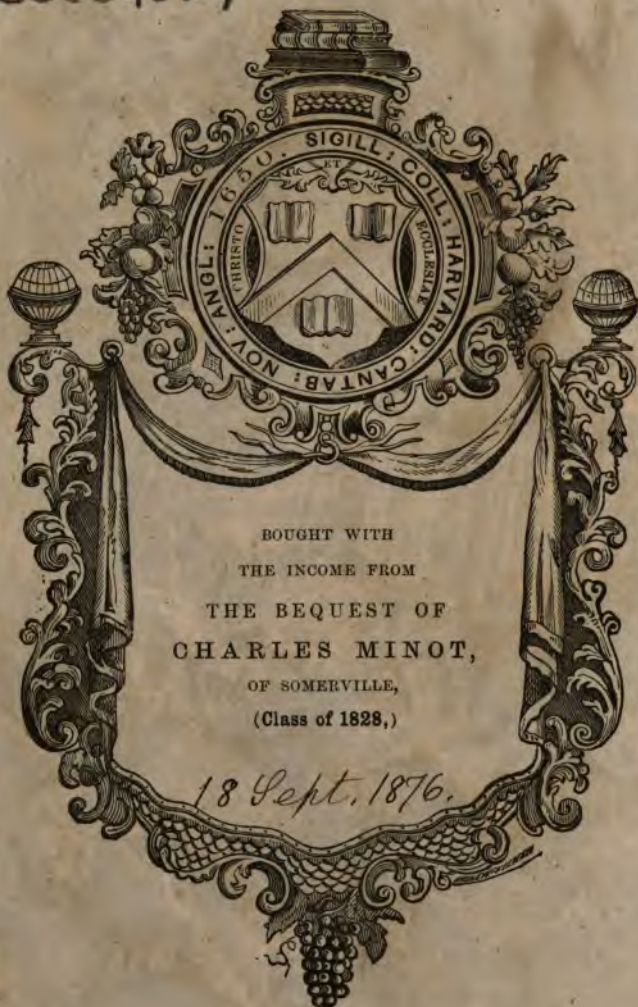 SIGILL: COLL: HARVARD: CANTAB: NOV: ANGL: 1650.
ET
CHRISTO
ECCLESIAE
BOUGHT WITH
THE INCOME FROM
THE BEQUEST OF
CHARLES MINOT,
OF SOMERVILLE,
(Class of 1828,)
18 Sept. 1876.